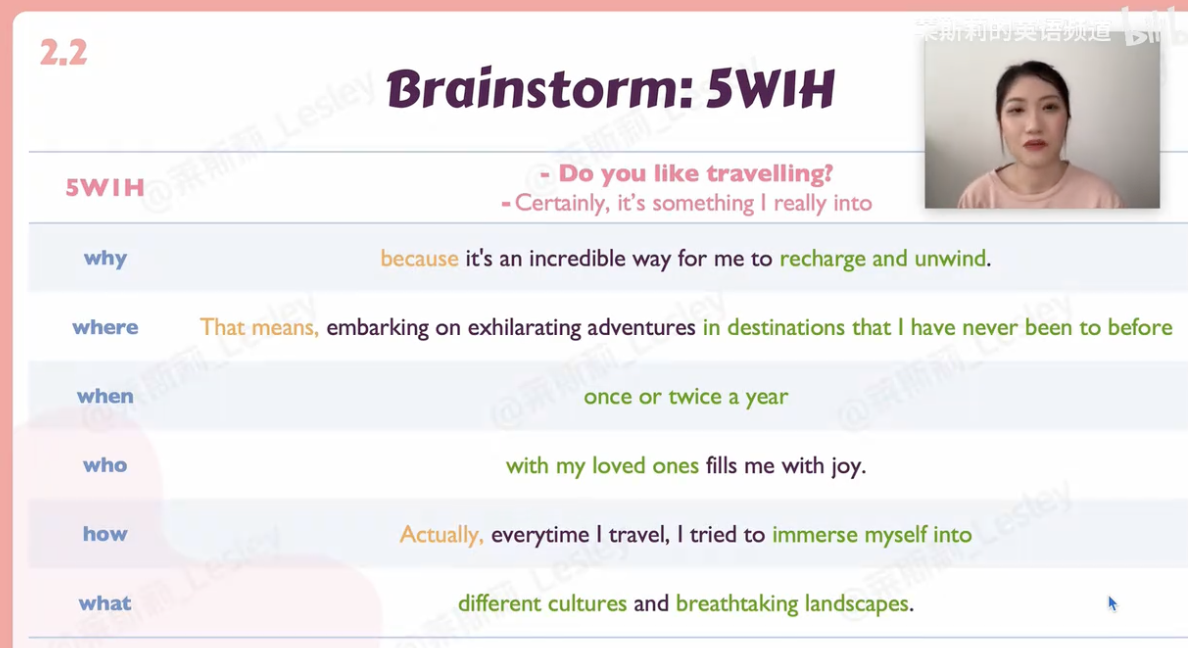 2.2
莱斯莉的英语频道
bilibili
Brainstorm: 5W1H
5W1H
- Do you like travelling?
- Certainly, it's something I really into
why
because it's an incredible way for me to recharge and unwind.
where
That means, embarking on exhilarating adventures in destinations that I have never been to before
when
once or twice a year
who
with my loved ones fills me with joy.
how
Actually, everytime I travel, I tried to immerse myself into
what
different cultures and breathtaking landscapes.
@莱斯莉_Lesley